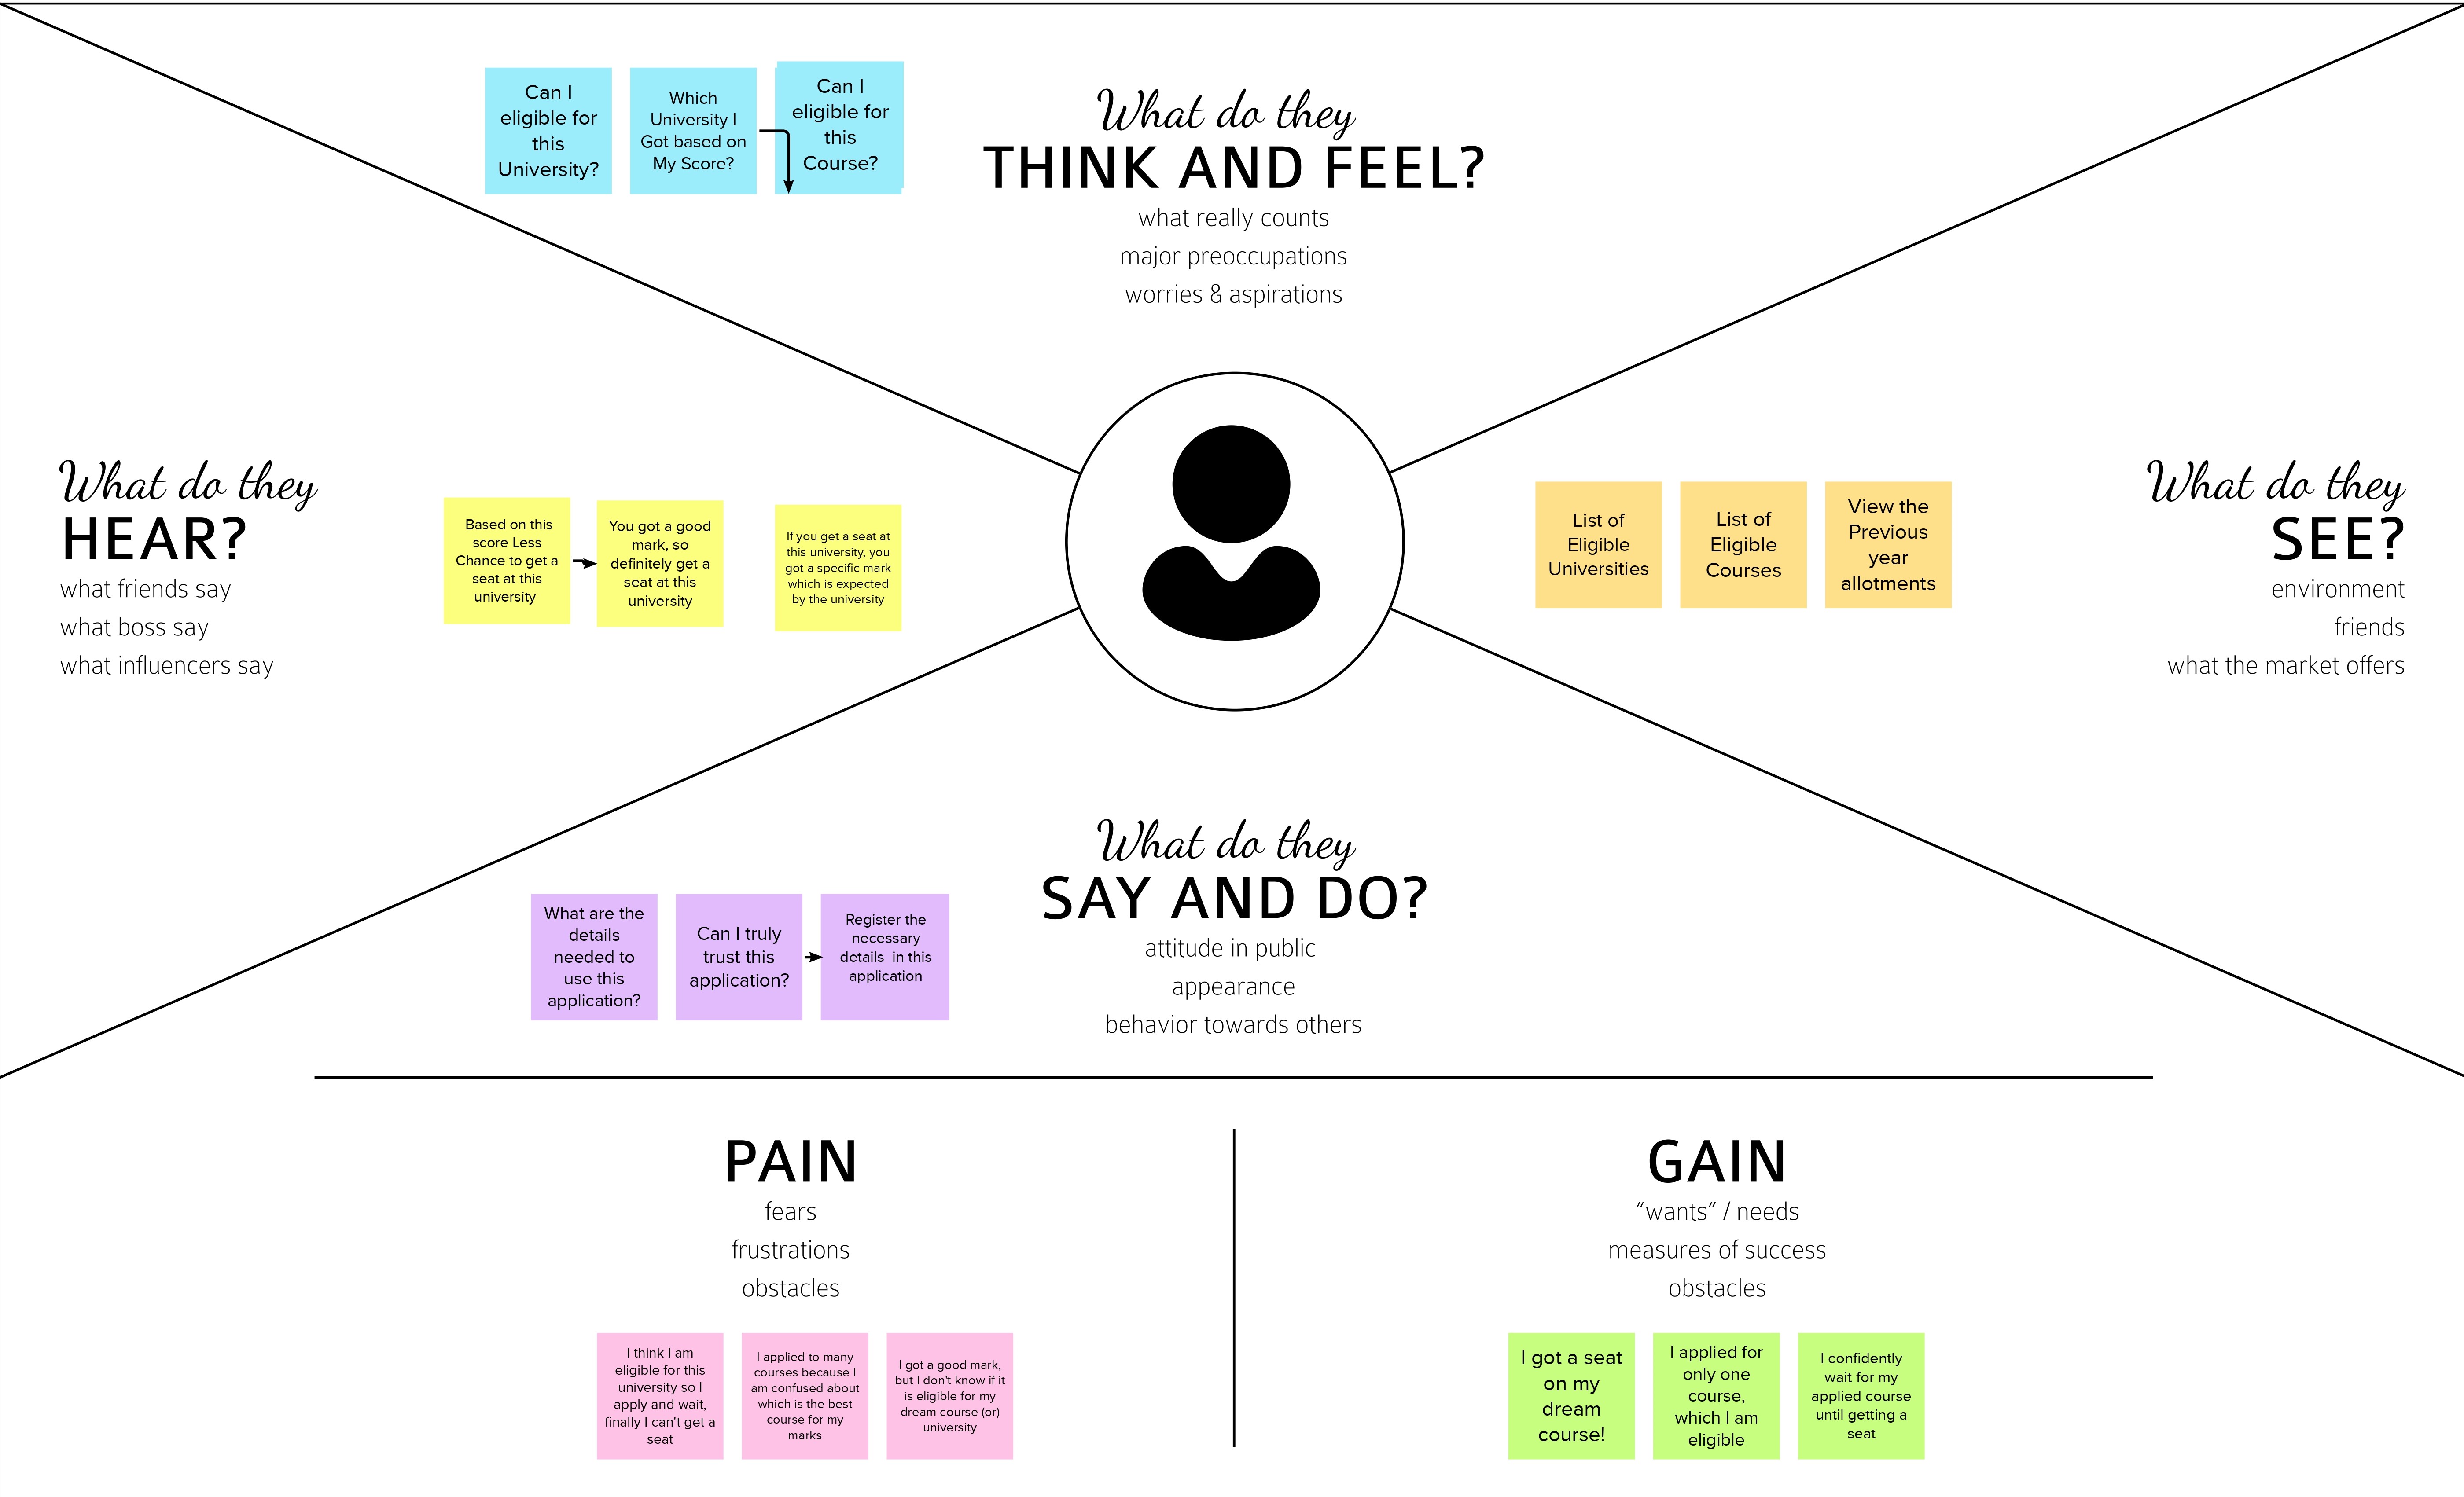 Can I
eligible for
this
University?
Which
University I
Got based on
My Score?
Can I
eligible for
this
Course?
What do they
THINK AND FEEL?
what really counts
major preoccupations
worries & aspirations
What do they
HEAR?
what friends say
what boss say
what influencers say
Based on this
score Less
Chance to get a
seat at this
university
You got a good
mark, so
definitely get a
seat at this
university
If you get a seat at
this university, you
got a specific mark
which is expected
by the university
List of
Eligible
Universities
List of
Eligible
Courses
View the
Previous
year
allotments
What do they
SEE?
environment
friends
what the market offers
What do they
SAY AND DO?
attitude in public
appearance
behavior towards others
What are the
details
needed to
use this
application?
Can I truly
trust this
application?
Register the
necessary
details  in this
application
PAIN
fears
frustrations
obstacles
I think I am
eligible for this
university so I
apply and wait,
finally I can't get a
seat
I applied to many
courses because I
am confused about
which is the best
course for my
marks
I got a good mark,
but I don't know if it
is eligible for my
dream course (or)
university
GAIN
“wants” / needs
measures of success
obstacles
I got a seat
on my
dream
course!
I applied for
only one
course,
which I am
eligible
I confidently
wait for my
applied course
until getting a
seat